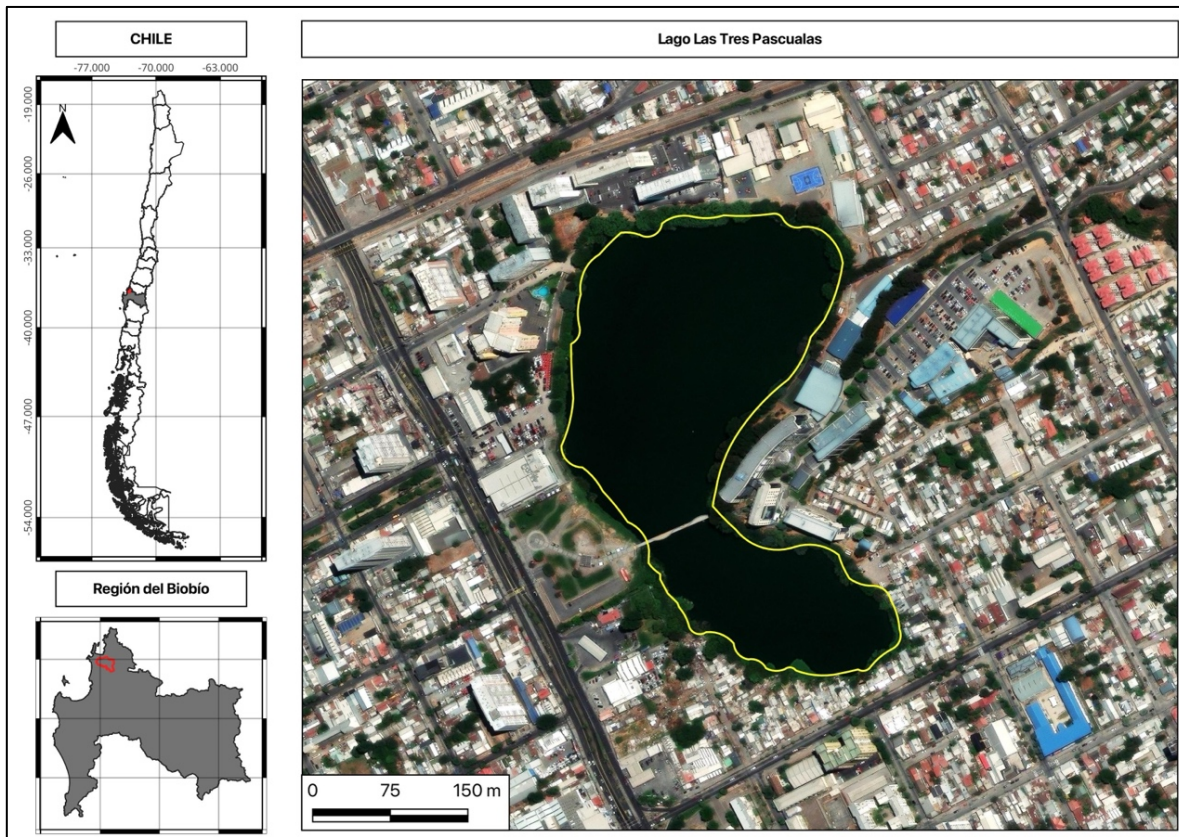 CHILE
Lago Las Tres Pascualas
-77.000 -70.000 -63.000
N
-19.000
-26.000
-33.000
-40.000
-47.000
-54.000
Región del Biobío
0 75 150 m